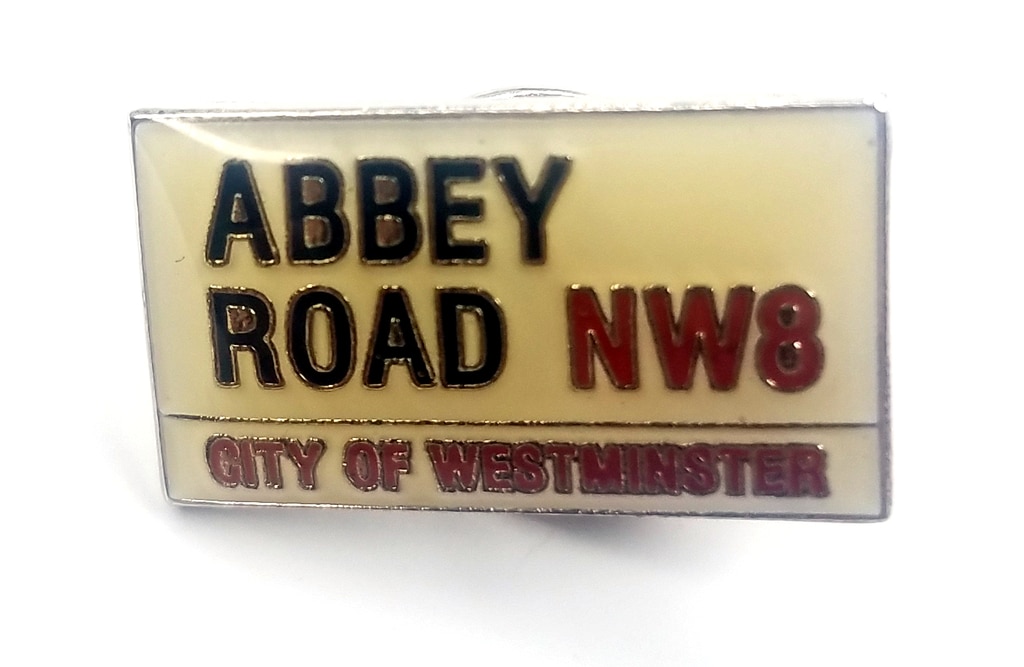 ABBEY
ROAD NW8
CITY OF WESTMINSTER